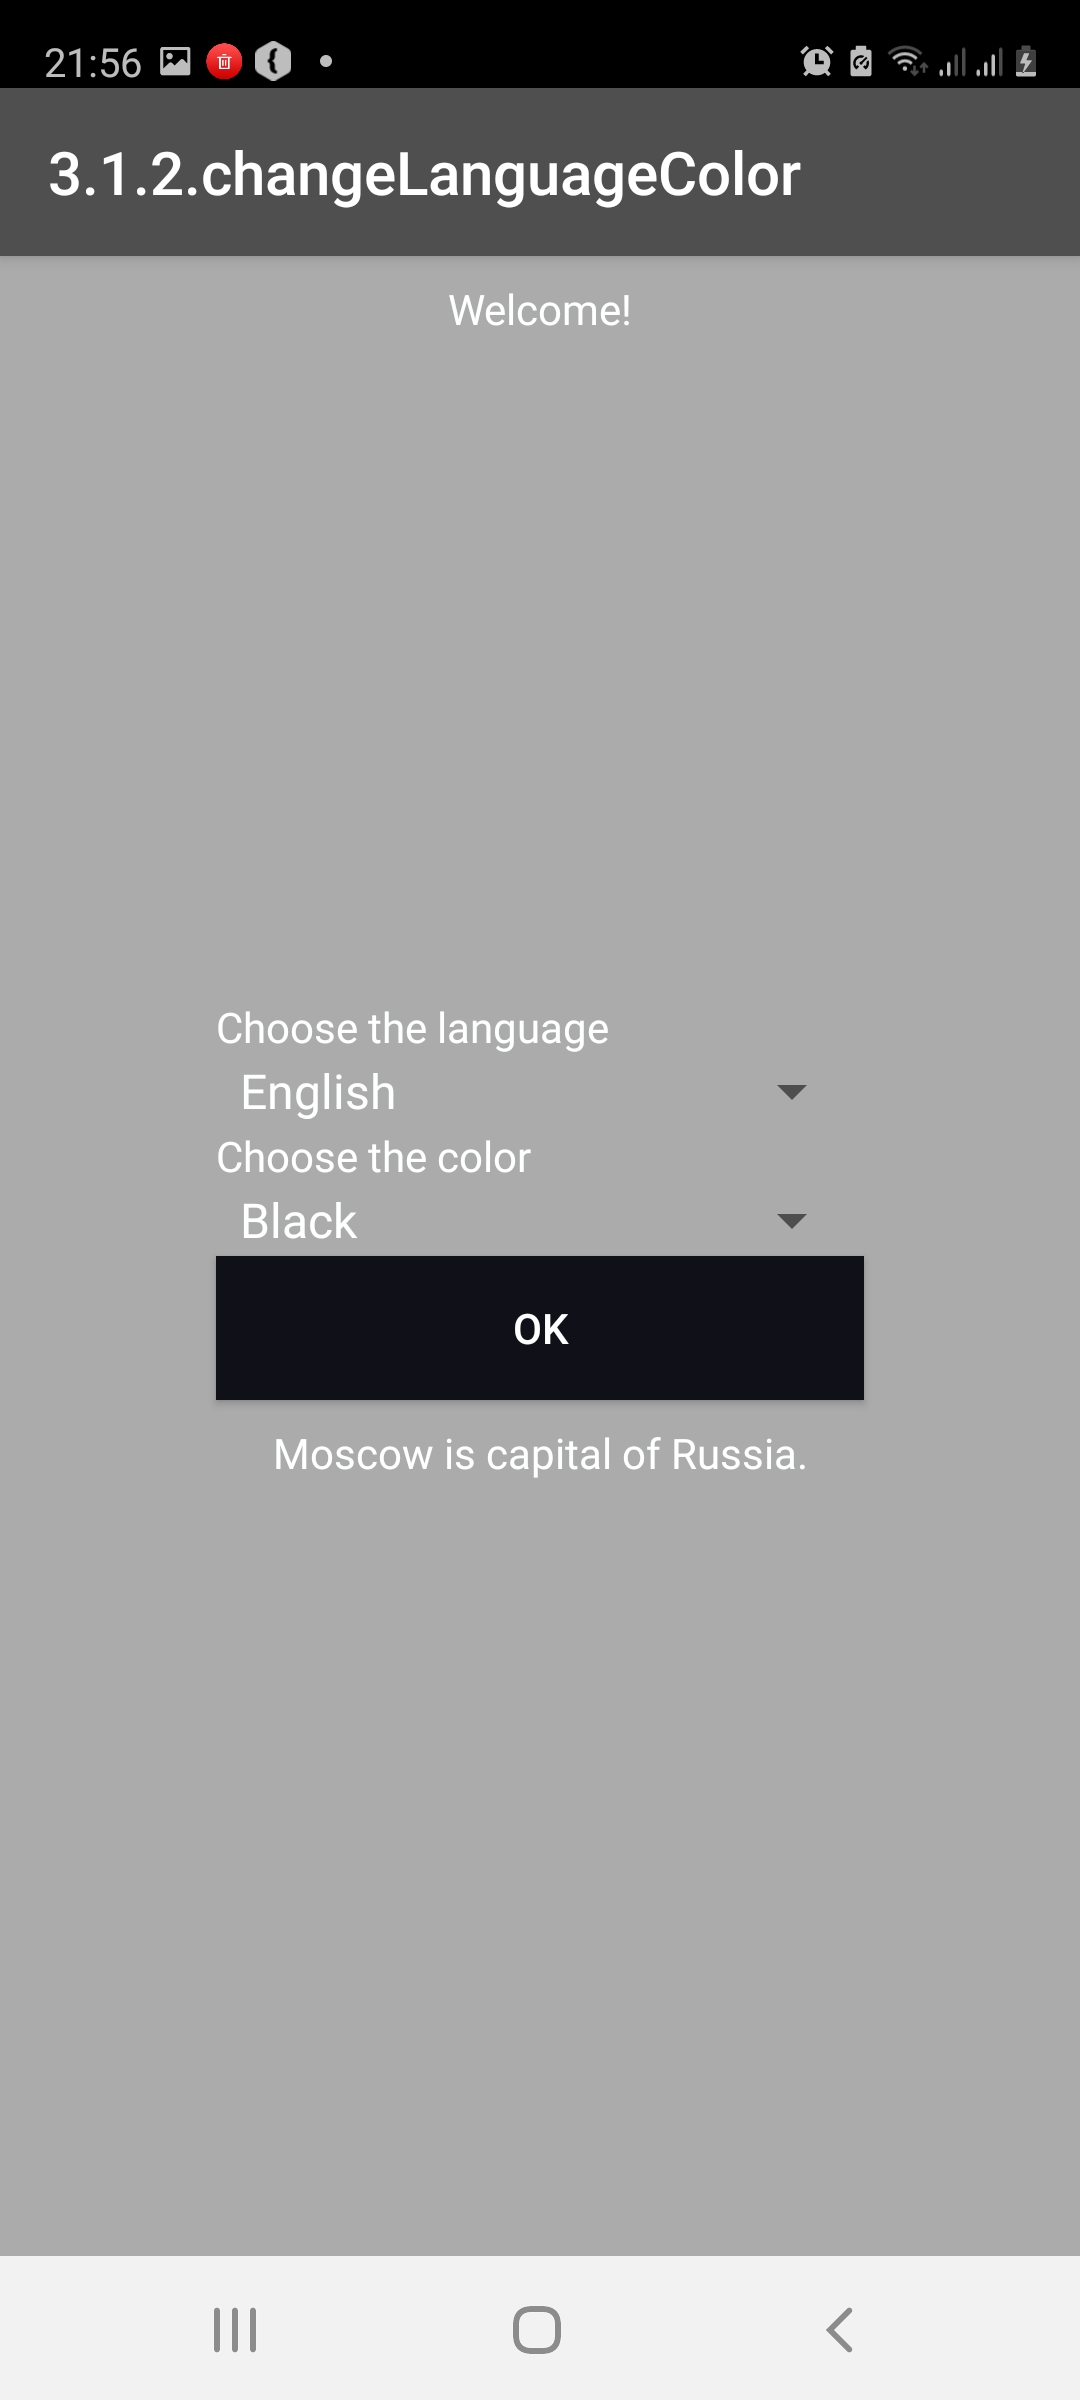 21:56
3.1.2.changeLanguageColor
Welcome!
Choose the language
English
Choose the color
Black
OK
Moscow is capital of Russia.